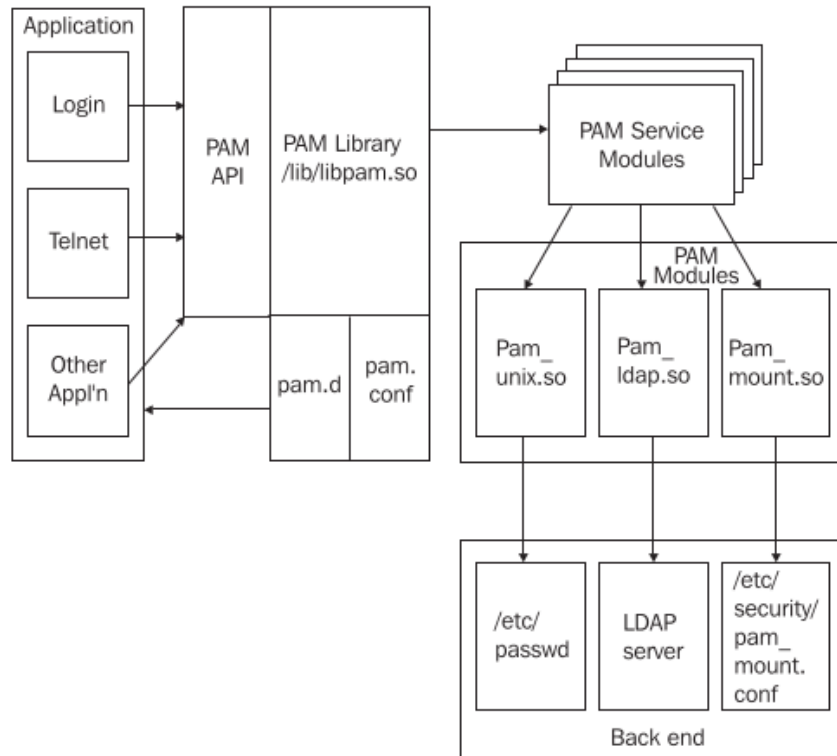 Application
Login
Telnet
Other
Appl'n
PAM
API
PAM Library
/lib/libpam.so
pam.d
pam.
conf
PAM Service
Modules
PAM
Modules
Pam_
unix.so
Pam_
ldap.so
Pam_
mount.so
/etc/
passwd
LDAP
server
/etc/
security/
pam_
mount.
conf
Back end